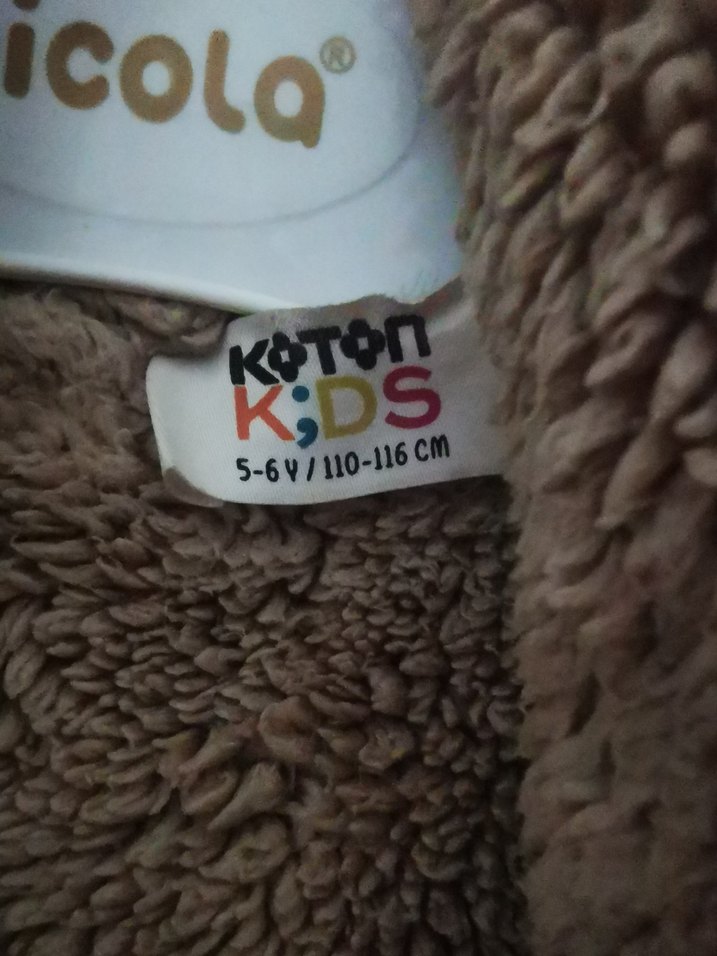 icola®
KOTON
K;DS
5-6 Y / 110-116 CM